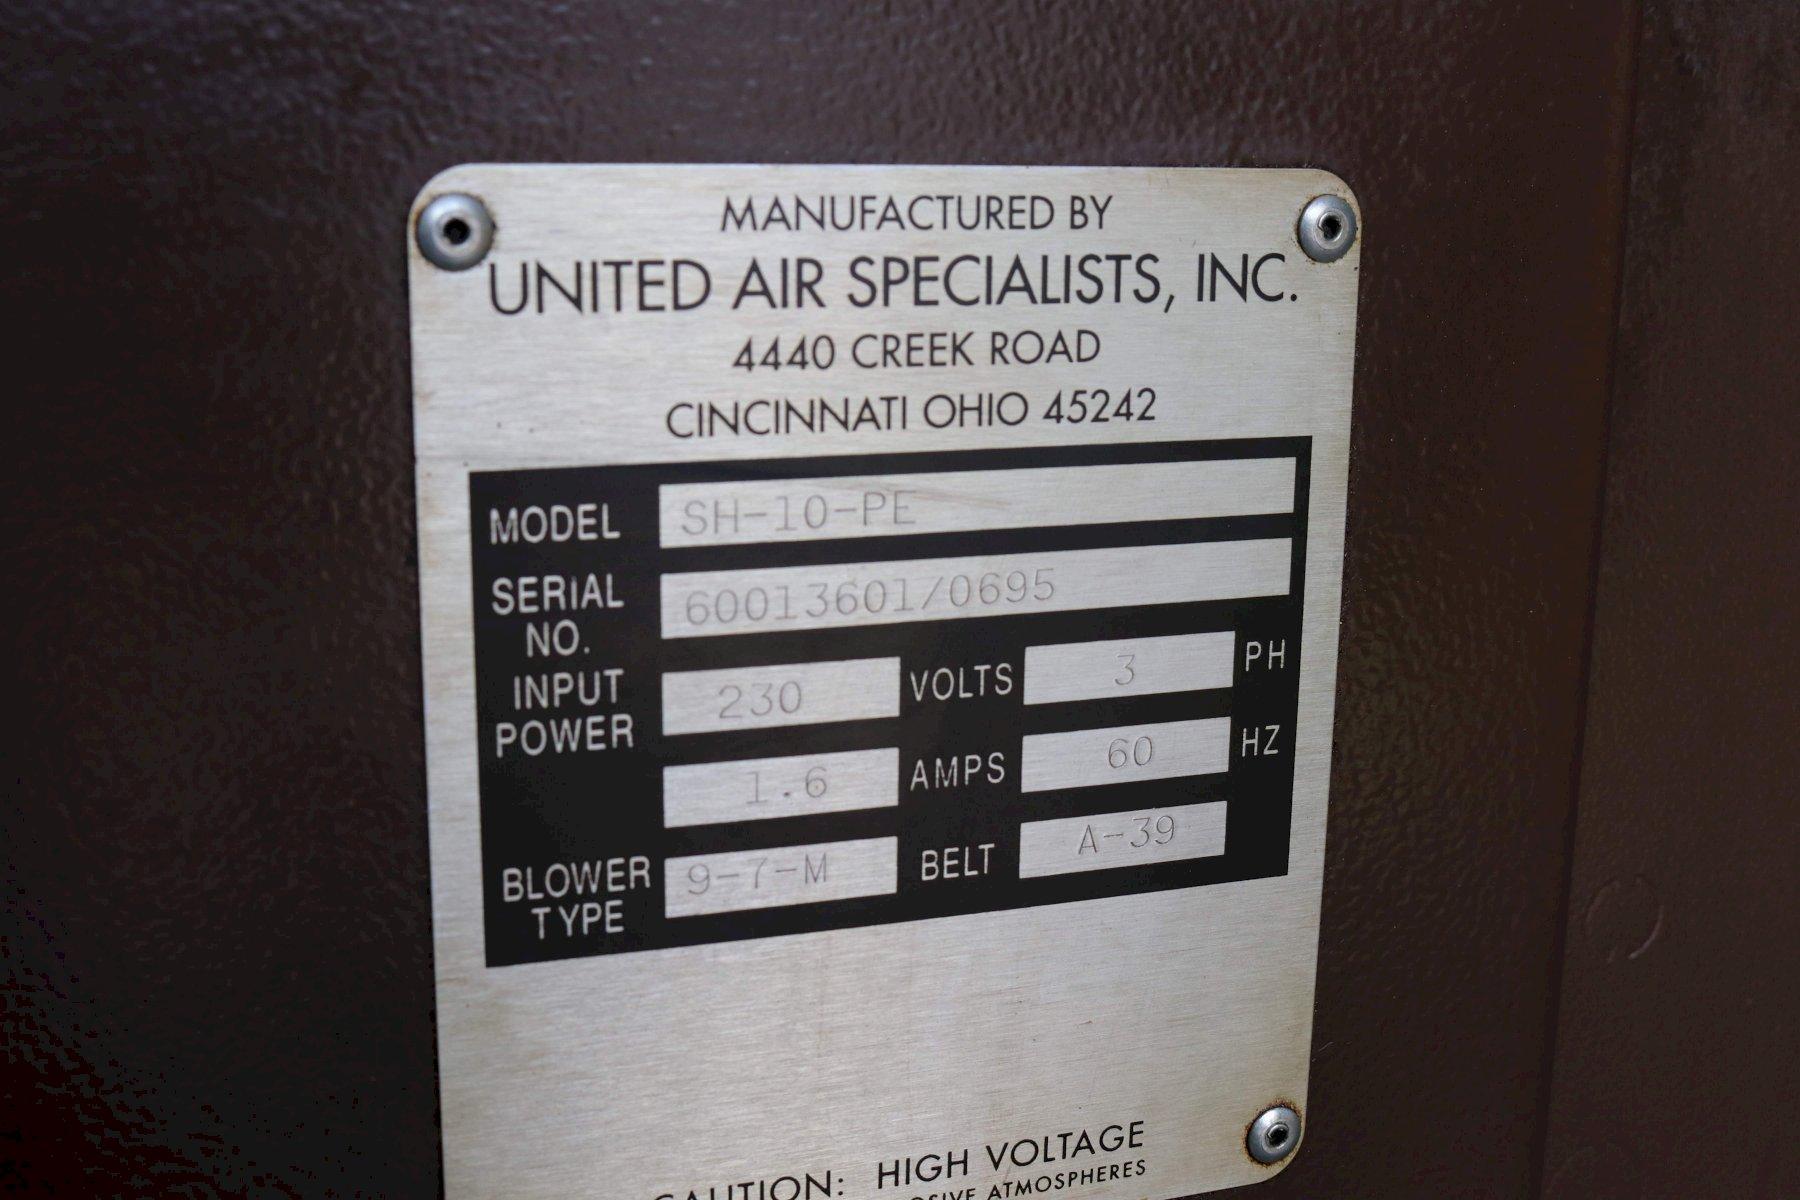 MANUFACTURED BY
UNITED AIR SPECIALISTS, INC.
4440 CREEK ROAD
CINCINNATI OHIO 45242
MODEL SH-10-PE
SERIAL NO. 60013601/0695
INPUT POWER 230 VOLTS 3 PH
1.6 AMPS 60 HZ
BLOWER TYPE 9-7-M BELT A-39
CAUTION: HIGH VOLTAGE
ATMOSPHERES